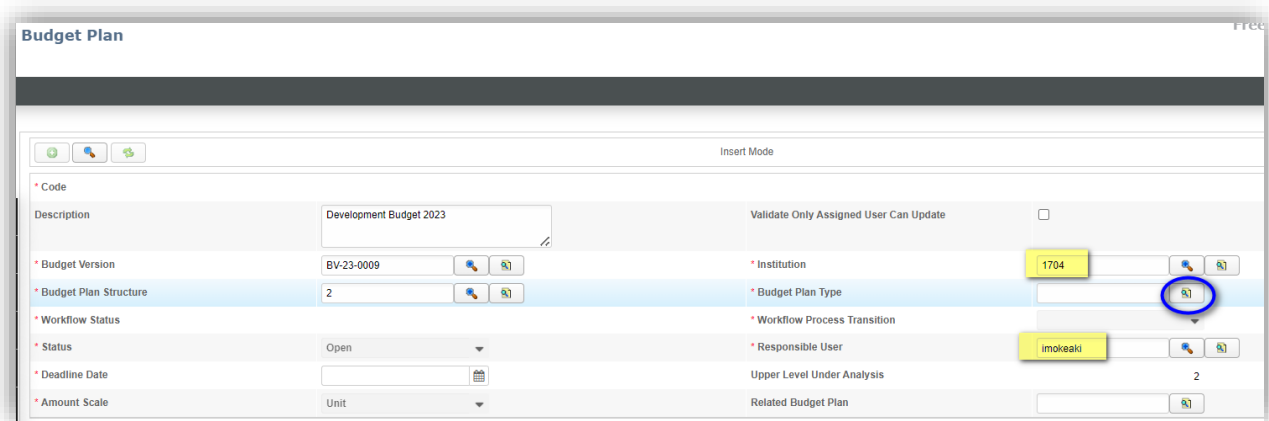 Free
Budget Plan
Insert Mode
* Code
Description Development Budget 2023 Validate Only Assigned User Can Update
* Budget Version BV-23-0009 * Institution 1704
* Budget Plan Structure 2 * Budget Plan Type
* Workflow Status * Workflow Process Transition
* Status Open * Responsible User imokeaki
* Deadline Date Upper Level Under Analysis 2
* Amount Scale Unit Related Budget Plan